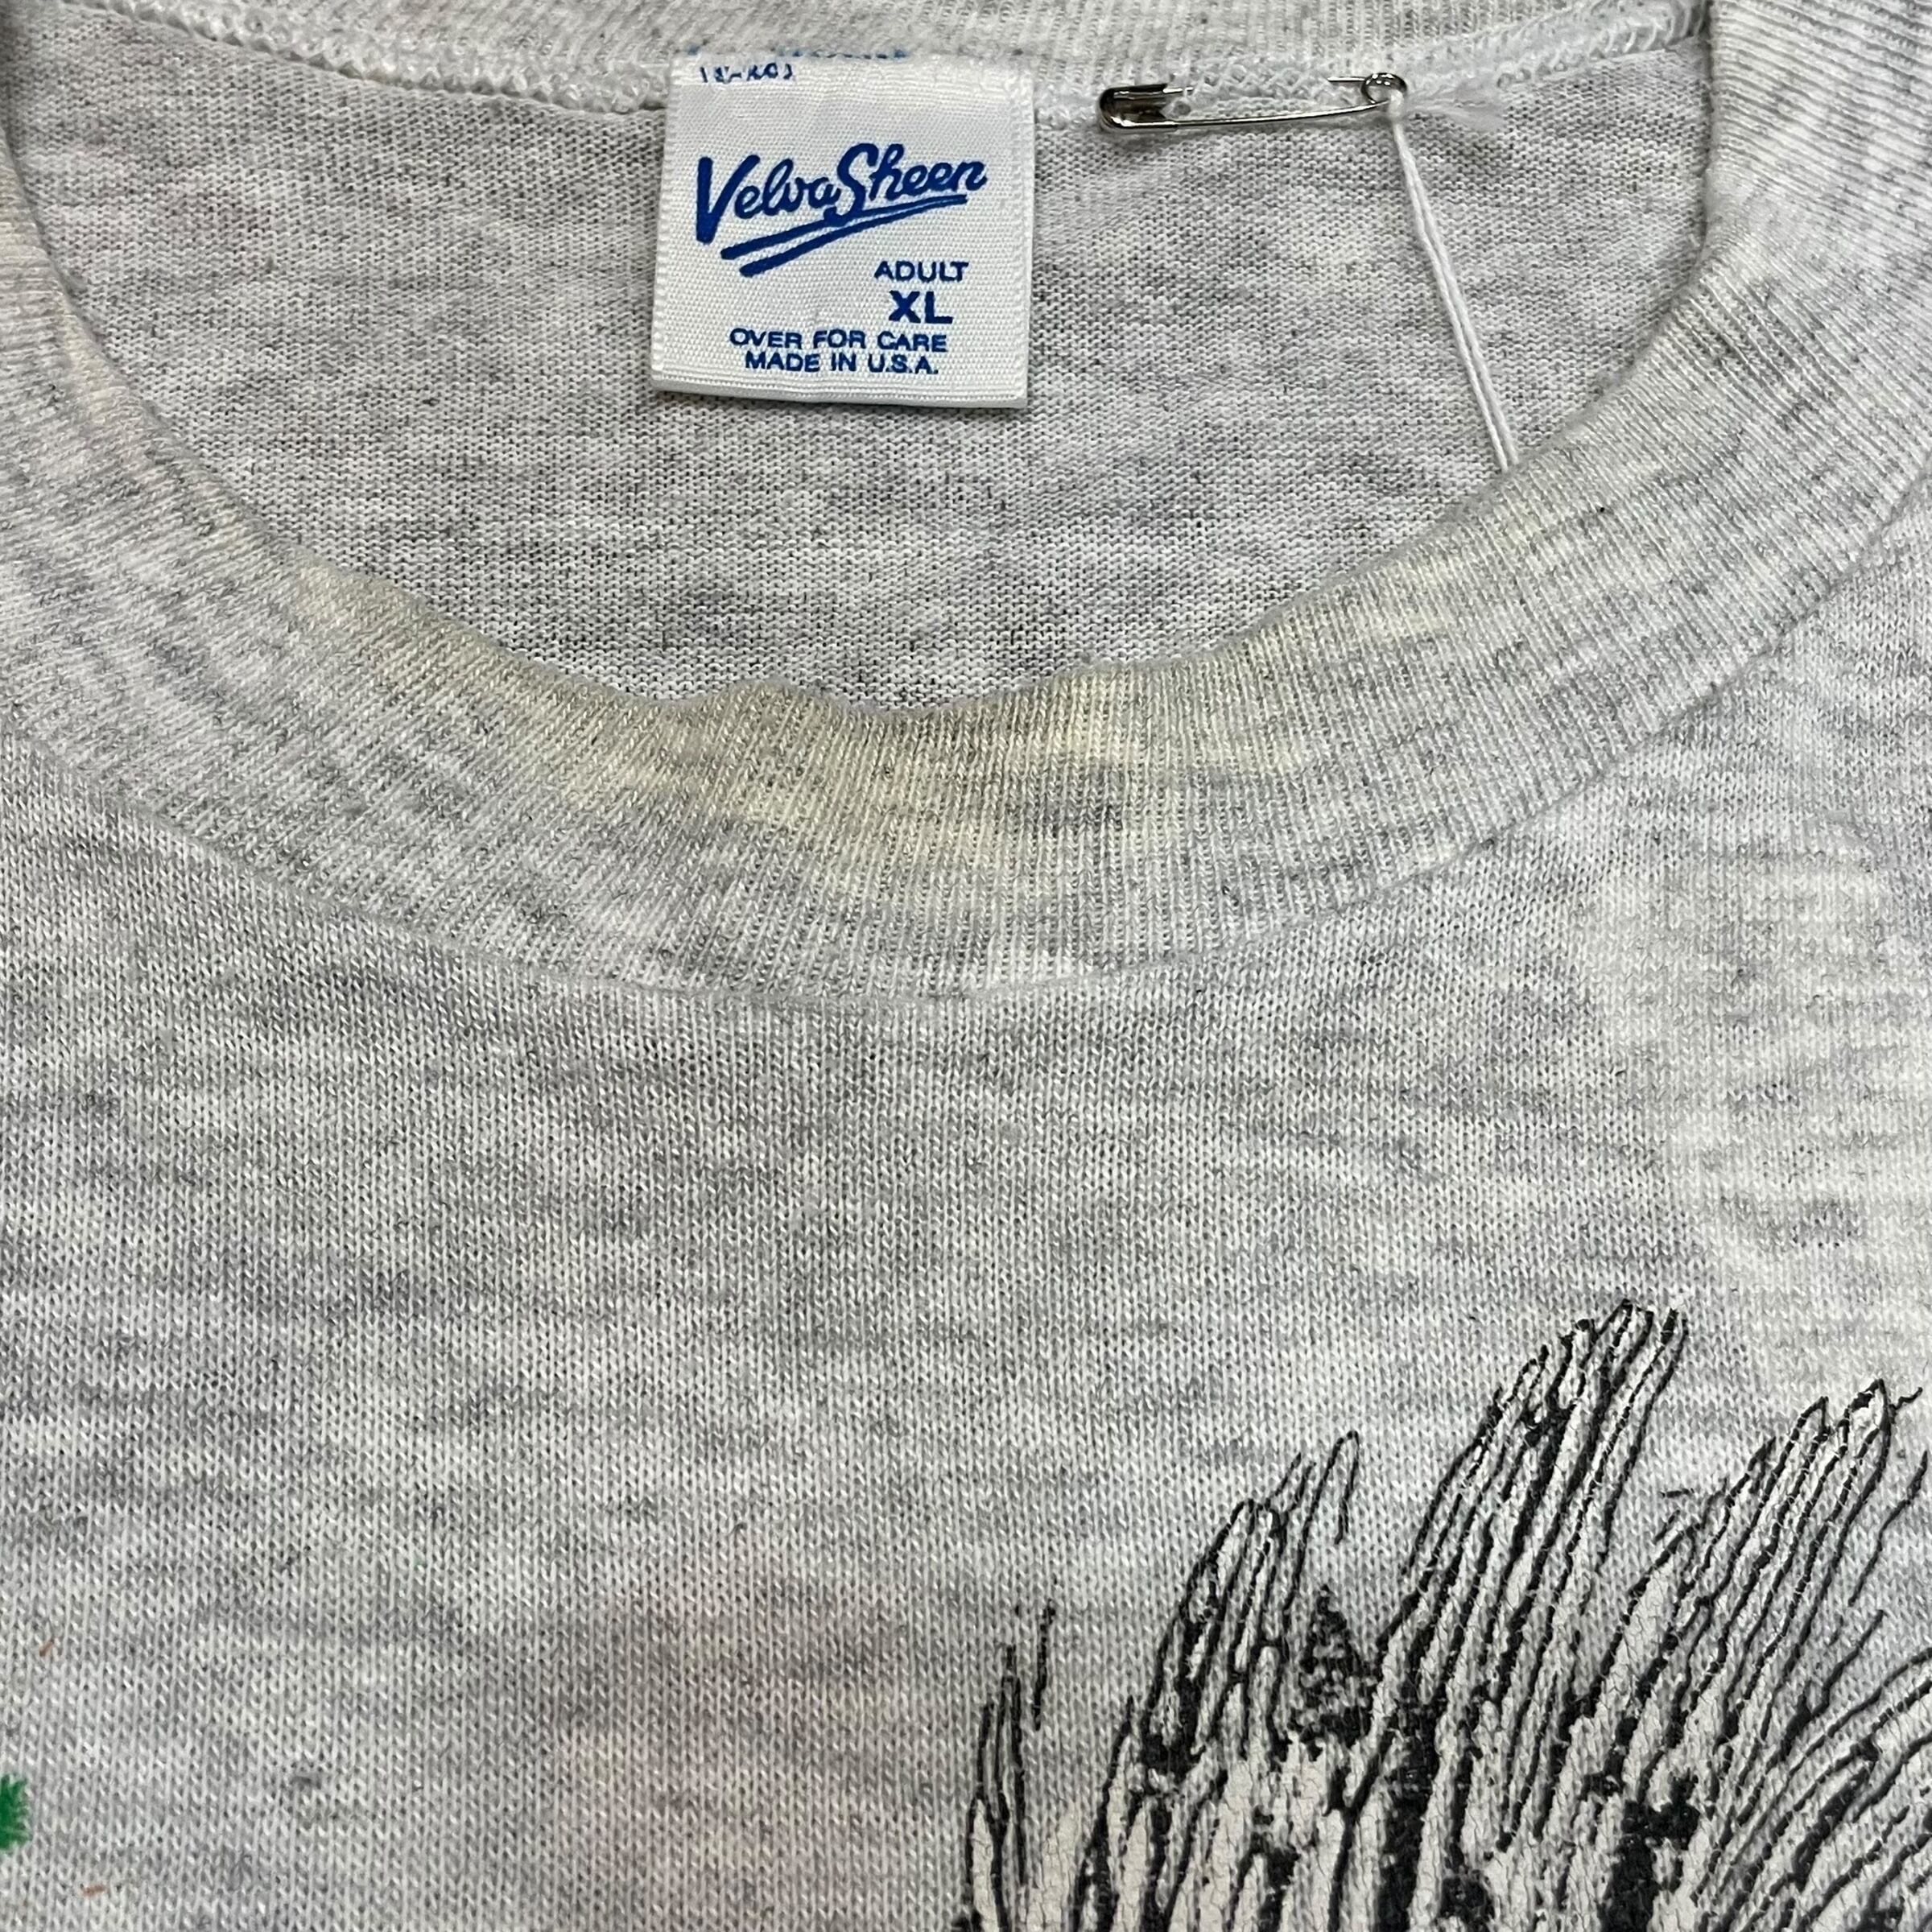 VelvaSheen
ADULT
XL
OVER FOR CARE
MADE IN U.S.A.